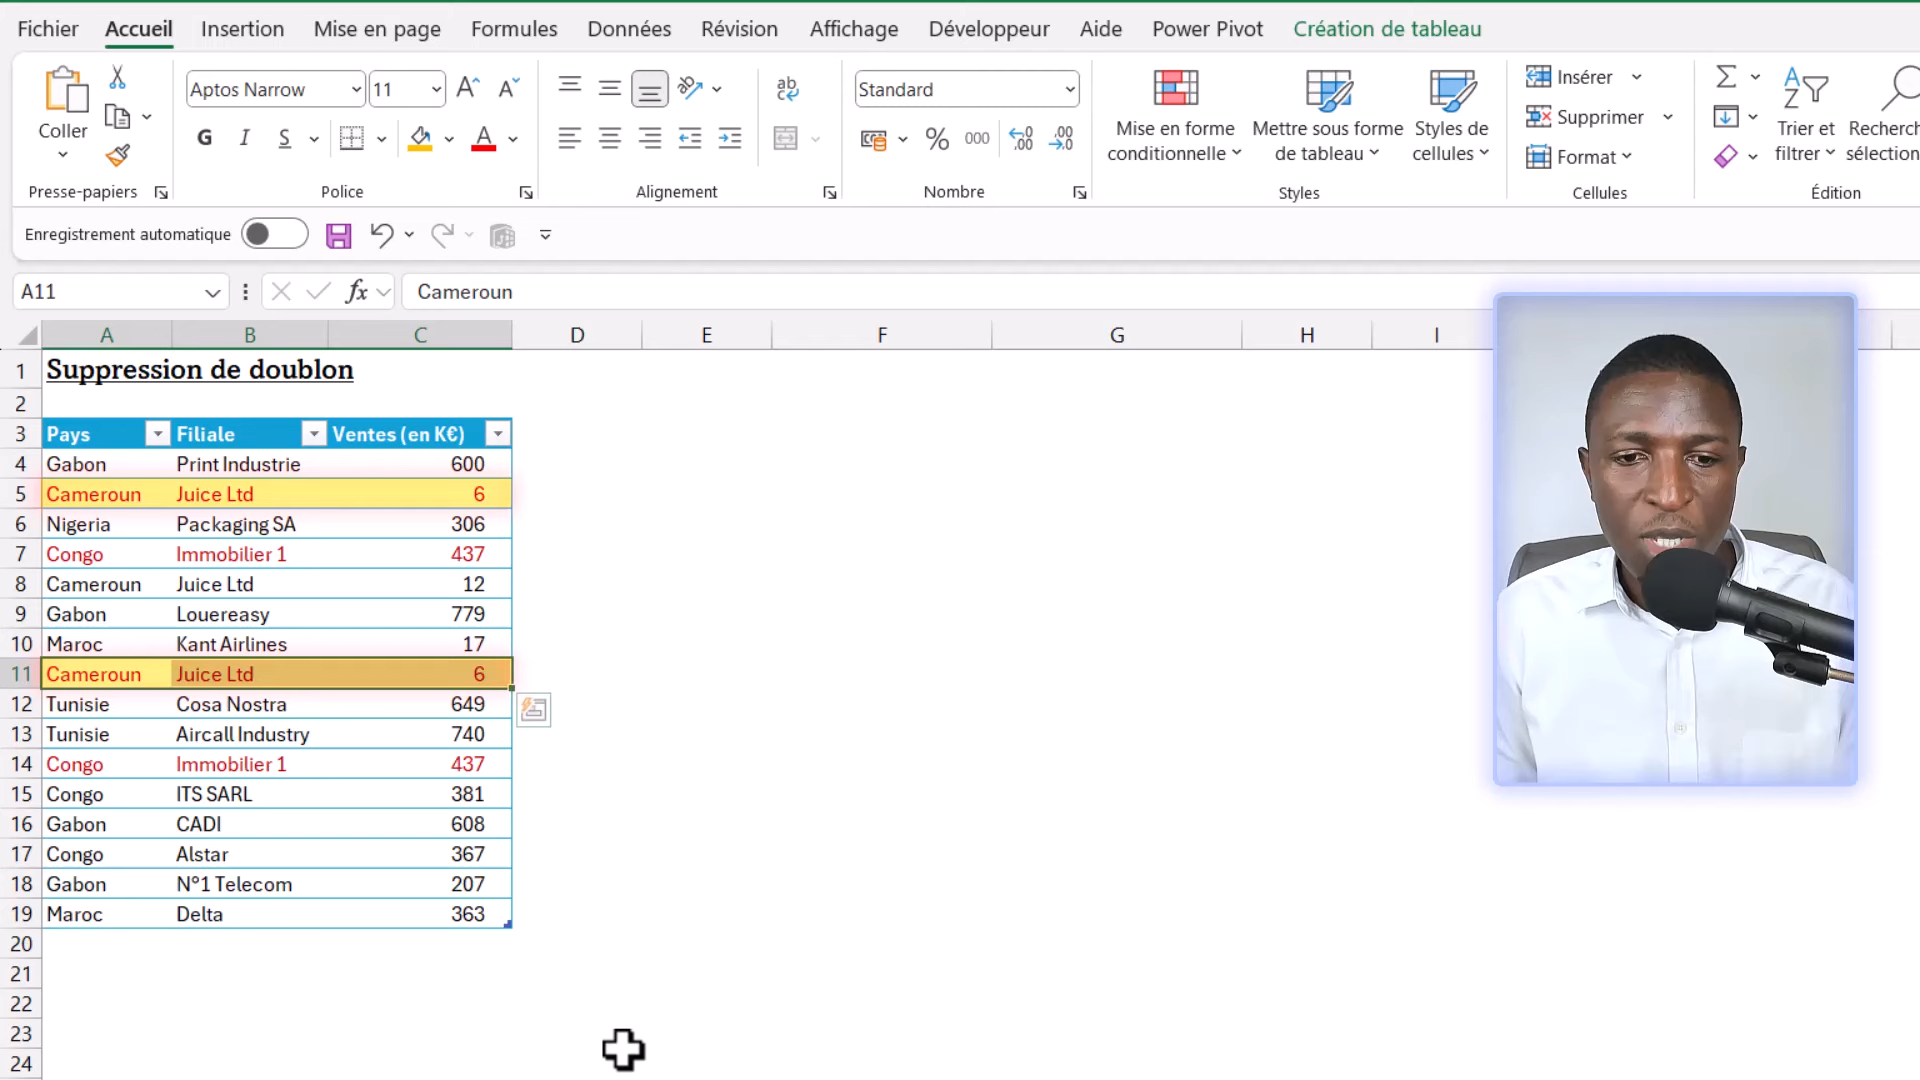 Fichier Accueil Insertion Mise en page Formules Données Révision Affichage Développeur Aide Power Pivot Création de tableau
Coller
Presse-papiers
Aptos Narrow 11
G I S
Police
Alignement
Standard
% 000
Nombre
Mise en forme conditionnelle
Mettre sous forme de tableau
Styles de cellules
Styles
Insérer
Supprimer
Format
Cellules
Trier et filtrer
Édition
Enregistrement automatique
A11 fx Cameroun
A B C D E F G H I
1 Suppression de doublon
2
3 Pays Filiale Ventes (en K€)
4 Gabon Print Industrie 600
5 Cameroun Juice Ltd 6
6 Nigeria Packaging SA 306
7 Congo Immobilier 1 437
8 Cameroun Juice Ltd 12
9 Gabon Louereasy 779
10 Maroc Kant Airlines 17
11 Cameroun Juice Ltd 6
12 Tunisie Cosa Nostra 649
13 Tunisie Aircall Industry 740
14 Congo Immobilier 1 437
15 Congo ITS SARL 381
16 Gabon CADI 608
17 Congo Alstar 367
18 Gabon N°1 Telecom 207
19 Maroc Delta 363
20
21
22
23
24